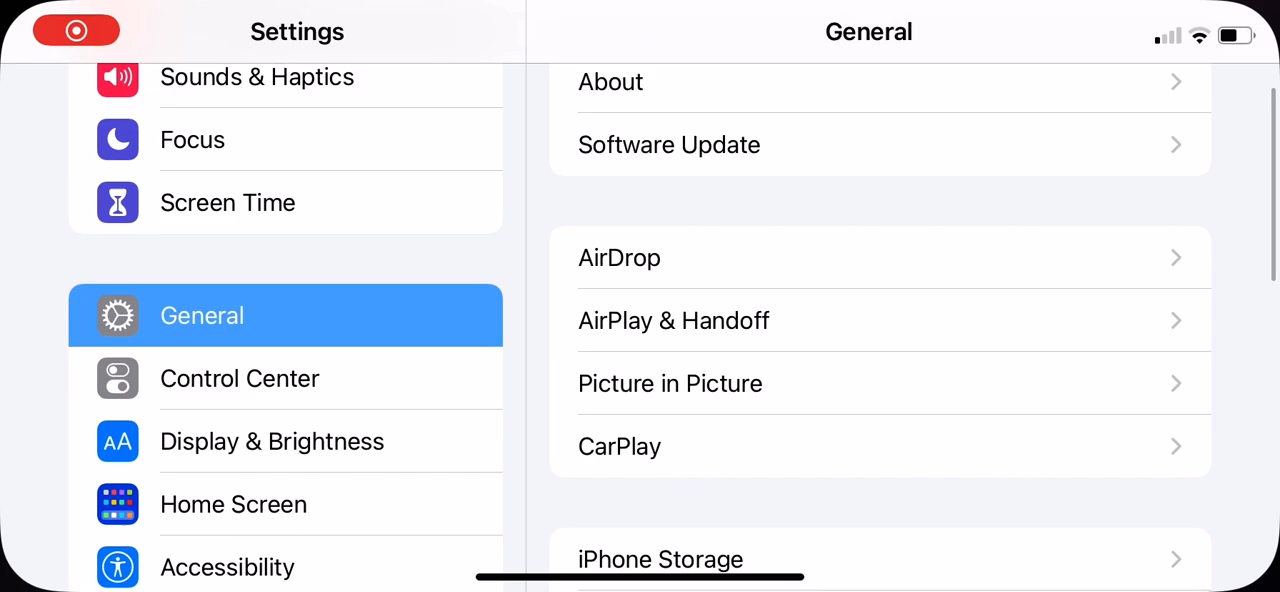 Settings
General
Sounds & Haptics
Focus
Screen Time
General
Control Center
AA
Display & Brightness
Home Screen
Accessibility
About
Software Update
AirDrop
AirPlay & Handoff
Picture in Picture
CarPlay
iPhone Storage